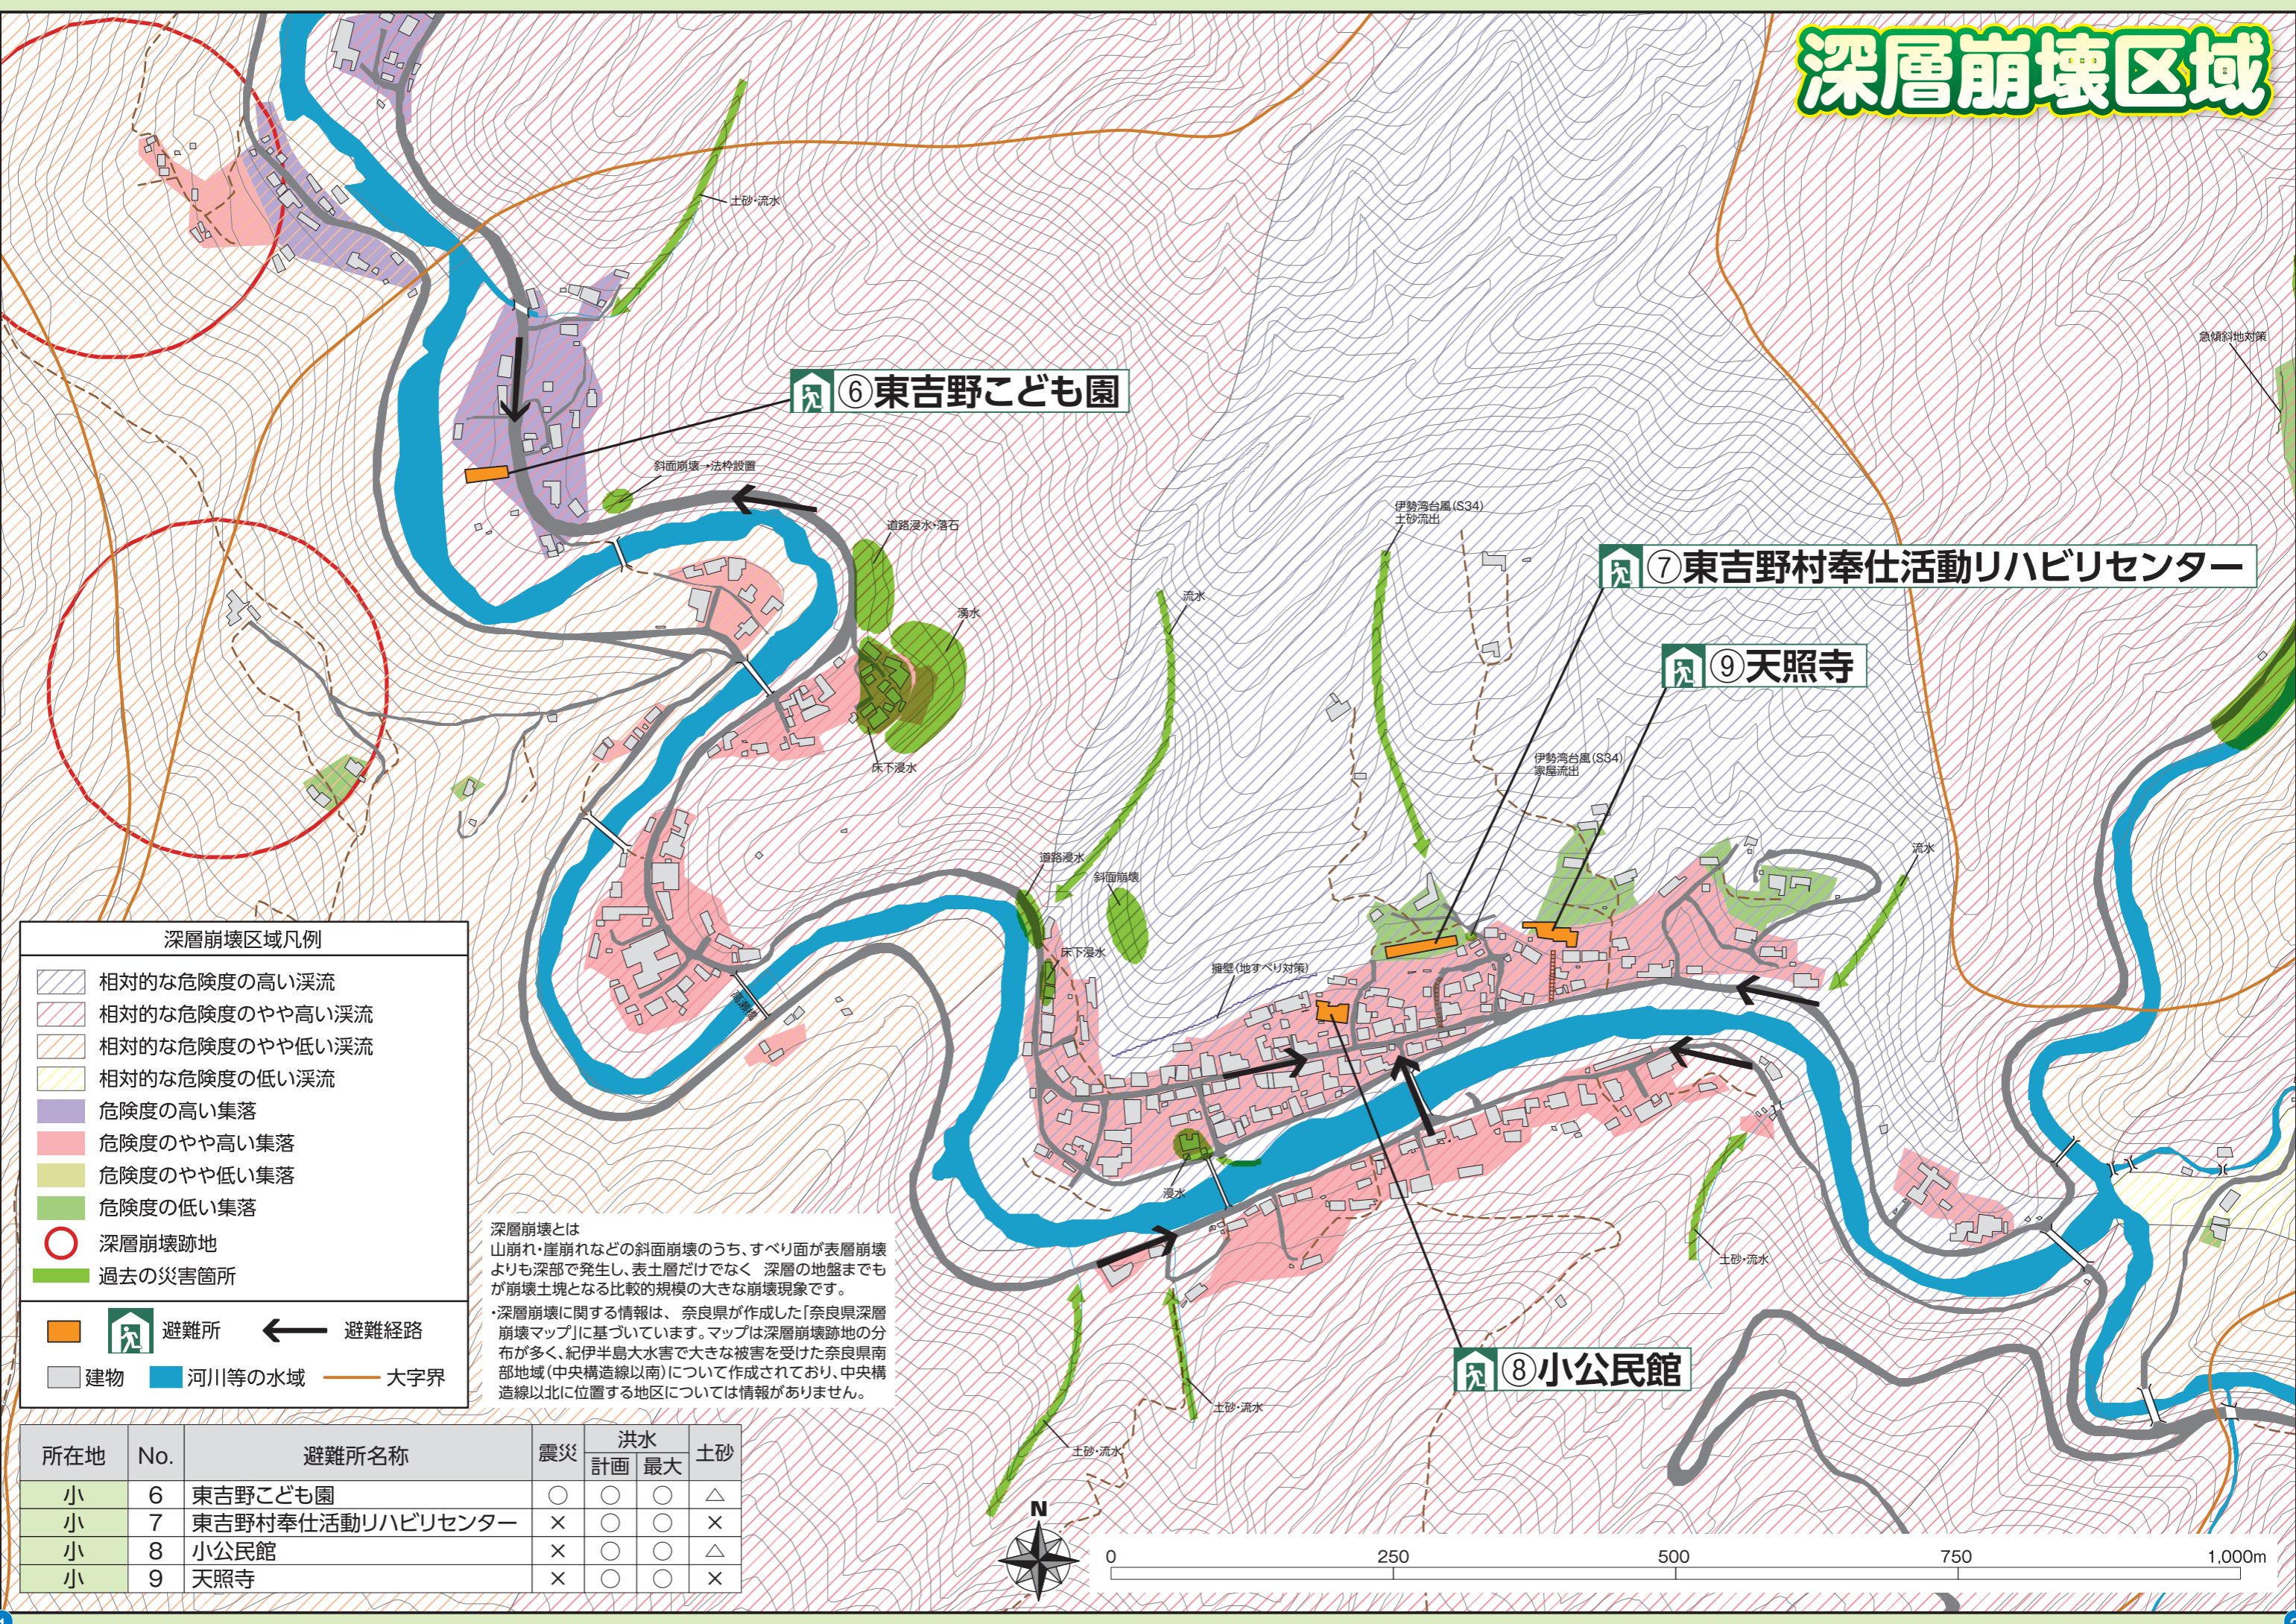 深層崩壊区域
土砂・流水
急傾斜地対策
⑥東吉野こども園
斜面崩壊→法枠設置
道路浸水・落石
伊勢湾台風(S34)
土砂流出
⑦東吉野村奉仕活動リハビリセンター
流水
湧水
⑨天照寺
伊勢湾台風(S34)
家屋流出
床下浸水
道路浸水
斜面崩壊
流水
床下浸水
擁壁(地すべり対策)
高瀬橋
浸水
土砂・流水
⑧小公民館
土砂・流水
土砂・流水
深層崩壊区域凡例
相対的な危険度の高い渓流
相対的な危険度のやや高い渓流
相対的な危険度のやや低い渓流
相対的な危険度の低い渓流
危険度の高い集落
危険度のやや高い集落
危険度のやや低い集落
危険度の低い集落
深層崩壊跡地
過去の災害箇所
避難所 避難経路
建物 河川等の水域 大字界
深層崩壊とは
山崩れ・崖崩れなどの斜面崩壊のうち、すべり面が表層崩壊
よりも深部で発生し、表土層だけでなく 深層の地盤までも
が崩壊土塊となる比較的規模の大きな崩壊現象です。
・深層崩壊に関する情報は、奈良県が作成した「奈良県深層
崩壊マップ」に基づいています。マップは深層崩壊跡地の分
布が多く、紀伊半島大水害で大きな被害を受けた奈良県南
部地域(中央構造線以南)について作成されており、中央構
造線以北に位置する地区については情報がありません。
所在地 No. 避難所名称 震災 洪水 土砂
計画 最大
小 6 東吉野こども園 ○ ○ ○ △
小 7 東吉野村奉仕活動リハビリセンター × ○ ○ ×
小 8 小公民館 × ○ ○ △
小 9 天照寺 × ○ ○ ×
N
0 250 500 750 1,000m